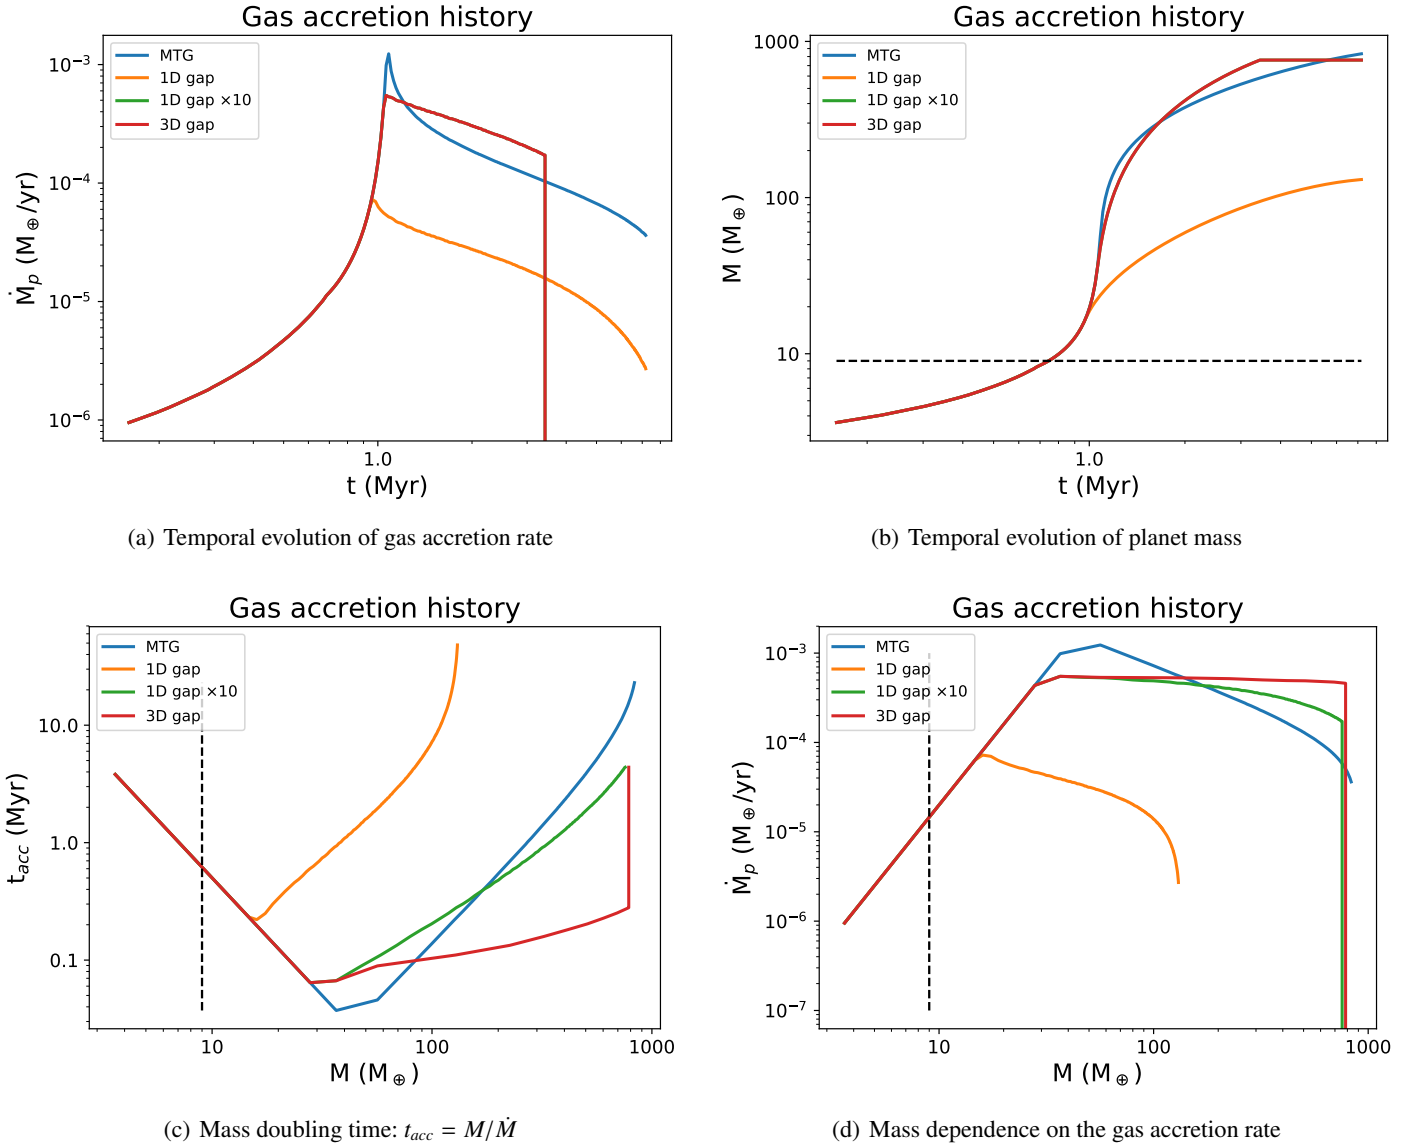 Gas accretion history
MTG
1D gap
1D gap ×10
3D gap
10⁻³
10⁻⁴
10⁻⁵
10⁻⁶
Ṁₚ (M⊕/yr)
1.0
t (Myr)
(a) Temporal evolution of gas accretion rate
Gas accretion history
MTG
1D gap
1D gap ×10
3D gap
1000
100
10
M (M⊕)
1.0
t (Myr)
(b) Temporal evolution of planet mass
Gas accretion history
MTG
1D gap
1D gap ×10
3D gap
10.0
1.0
0.1
t_acc (Myr)
10 100 1000
M (M⊕)
(c) Mass doubling time: t_acc = M/Ṁ
Gas accretion history
MTG
1D gap
1D gap ×10
3D gap
10⁻³
10⁻⁴
10⁻⁵
10⁻⁶
10⁻⁷
Ṁₚ (M⊕/yr)
10 100 1000
M (M⊕)
(d) Mass dependence on the gas accretion rate